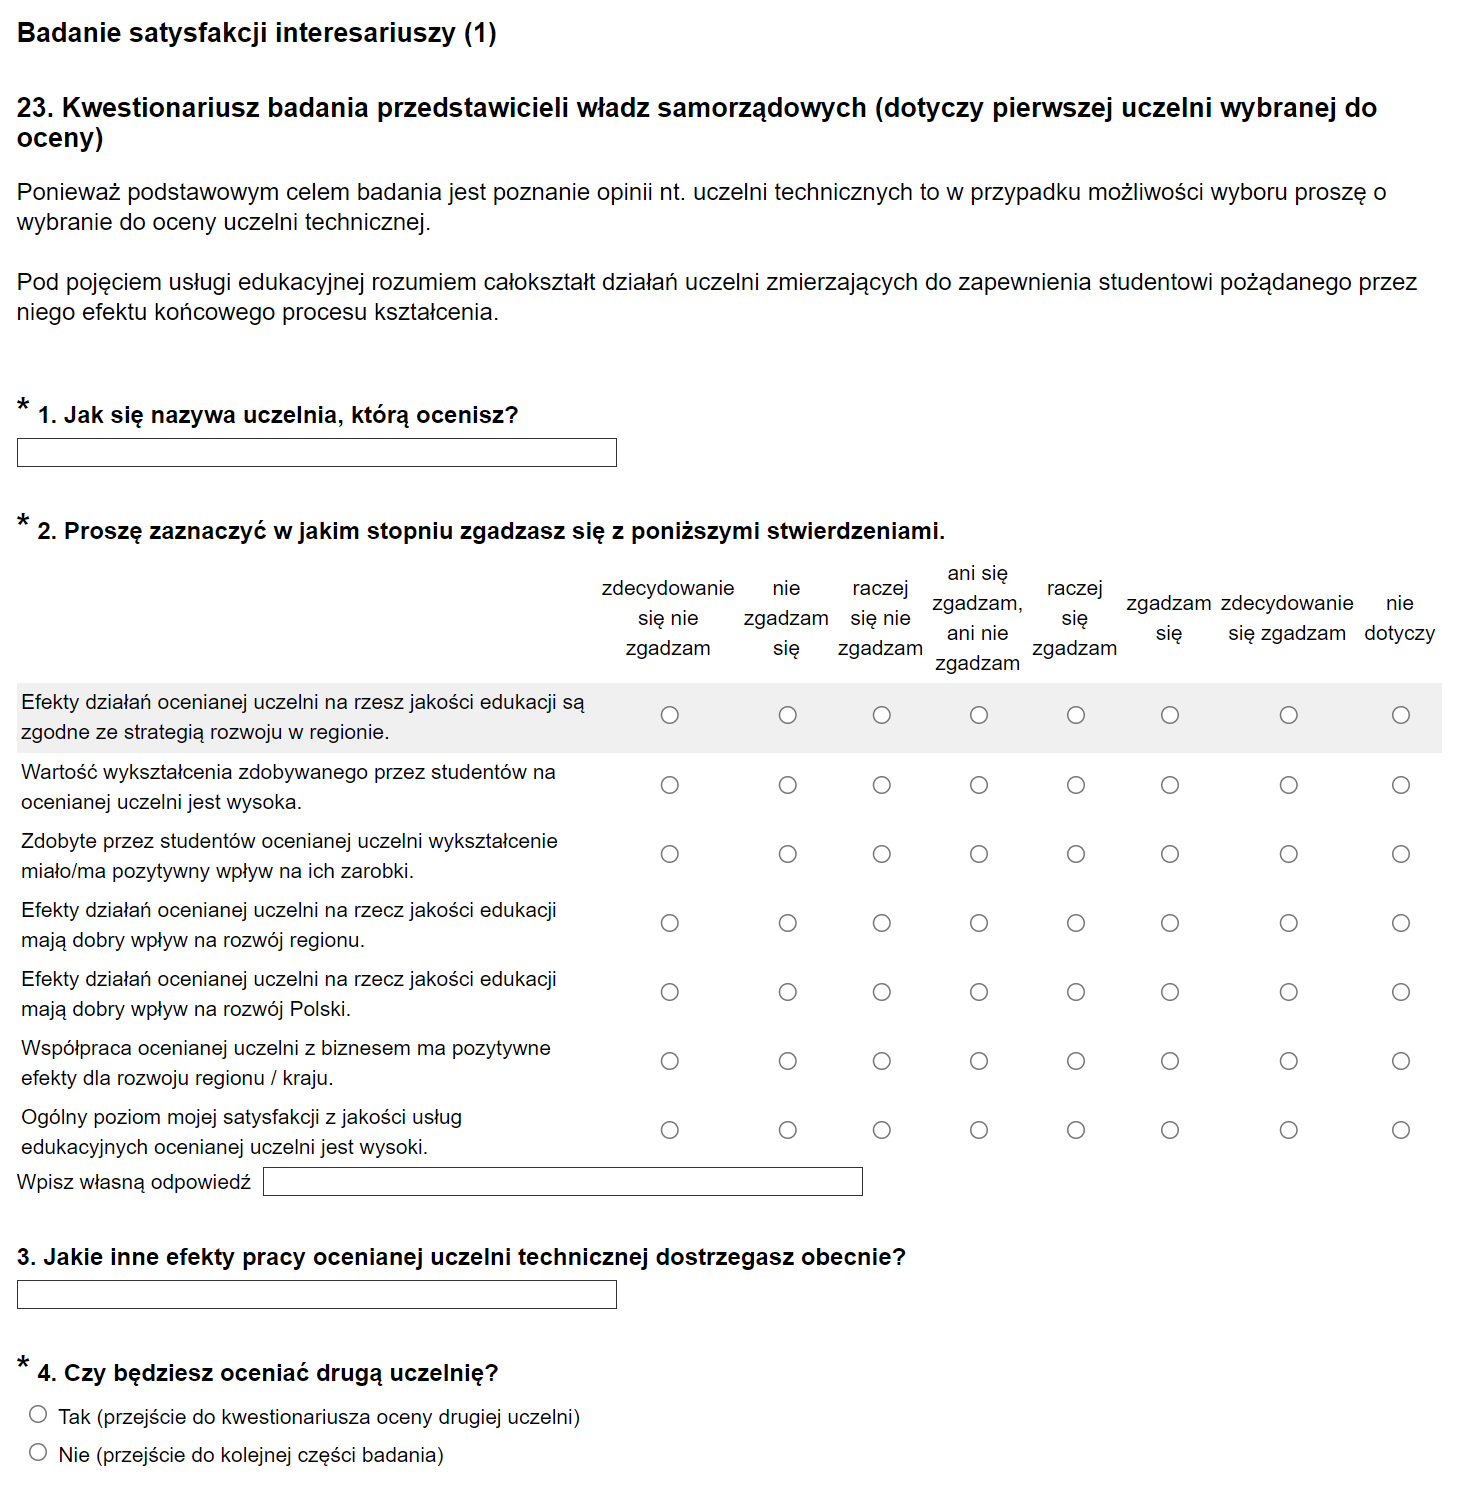 Badanie satysfakcji interesariuszy (1)
23. Kwestionariusz badania przedstawicieli władz samorządowych (dotyczy pierwszej uczelni wybranej do
oceny)
Ponieważ podstawowym celem badania jest poznanie opinii nt. uczelni technicznych to w przypadku możliwości wyboru proszę o
wybranie do oceny uczelni technicznej.
Pod pojęciem usługi edukacyjnej rozumiem całokształt działań uczelni zmierzających do zapewnienia studentowi pożądanego przez
niego efektu końcowego procesu kształcenia.
* 1. Jak się nazywa uczelnia, którą ocenisz?
* 2. Proszę zaznaczyć w jakim stopniu zgadzasz się z poniższymi stwierdzeniami.
zdecydowanie
się nie
zgadzam
nie
zgadzam
się
raczej
się nie
zgadzam
ani się
zgadzam,
ani nie
zgadzam
raczej
się
zgadzam
zgadzam
się
zdecydowanie
się zgadzam
nie
dotyczy
Efekty działań ocenianej uczelni na rzesz jakości edukacji są
zgodne ze strategią rozwoju w regionie.
Wartość wykształcenia zdobywanego przez studentów na
ocenianej uczelni jest wysoka.
Zdobyte przez studentów ocenianej uczelni wykształcenie
miało/ma pozytywny wpływ na ich zarobki.
Efekty działań ocenianej uczelni na rzecz jakości edukacji
mają dobry wpływ na rozwój regionu.
Efekty działań ocenianej uczelni na rzecz jakości edukacji
mają dobry wpływ na rozwój Polski.
Współpraca ocenianej uczelni z biznesem ma pozytywne
efekty dla rozwoju regionu / kraju.
Ogólny poziom mojej satysfakcji z jakości usług
edukacyjnych ocenianej uczelni jest wysoki.
Wpisz własną odpowiedź
3. Jakie inne efekty pracy ocenianej uczelni technicznej dostrzegasz obecnie?
* 4. Czy będziesz oceniać drugą uczelnię?
Tak (przejście do kwestionariusza oceny drugiej uczelni)
Nie (przejście do kolejnej części badania)